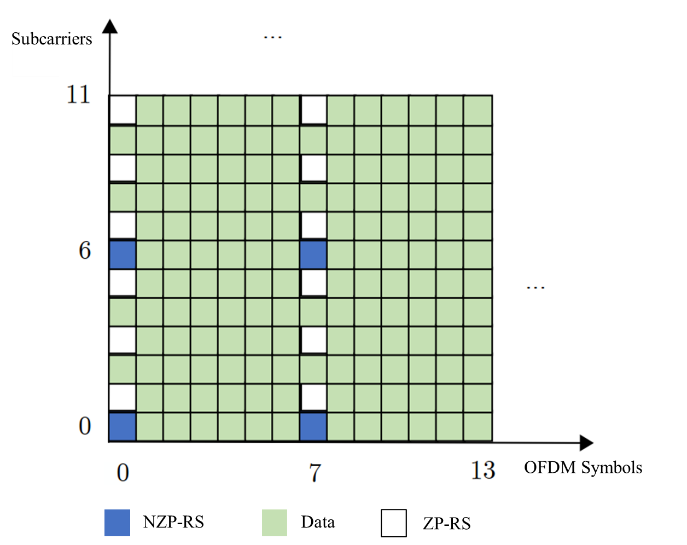 Subcarriers
...
11
6
...
0
0 7 13 OFDM Symbols
NZP-RS Data ZP-RS